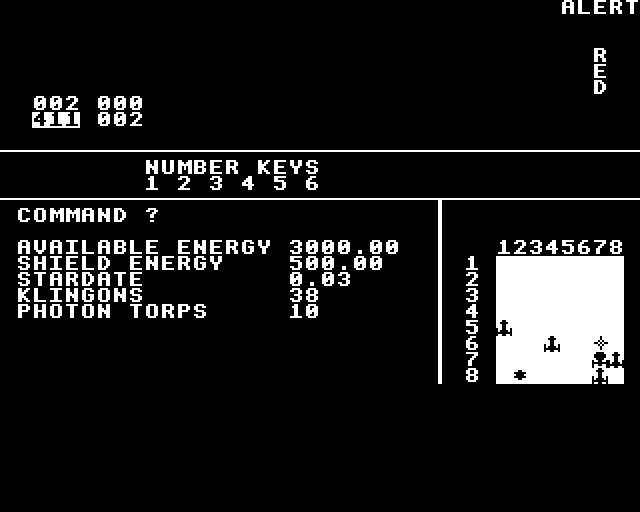 ALERT
R
E
D
002 000
411 002
NUMBER KEYS
1 2 3 4 5 6
COMMAND ?
AVAILABLE ENERGY 3000.00
SHIELD ENERGY 500.00
STARDATE 0.03
KLINGONS 38
PHOTON TORPS 10
12345678
1
2
3
4
5
6
7
8